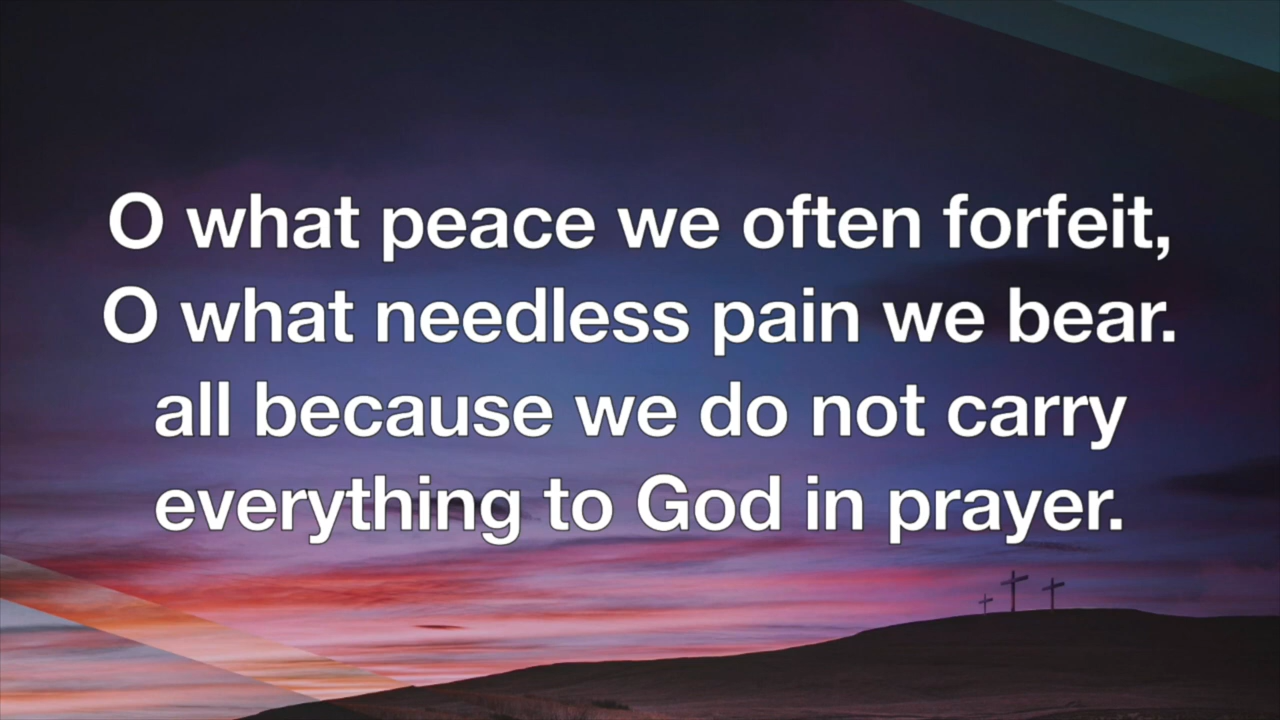 O what peace we often forfeit,
O what needless pain we bear.
all because we do not carry
everything to God in prayer.